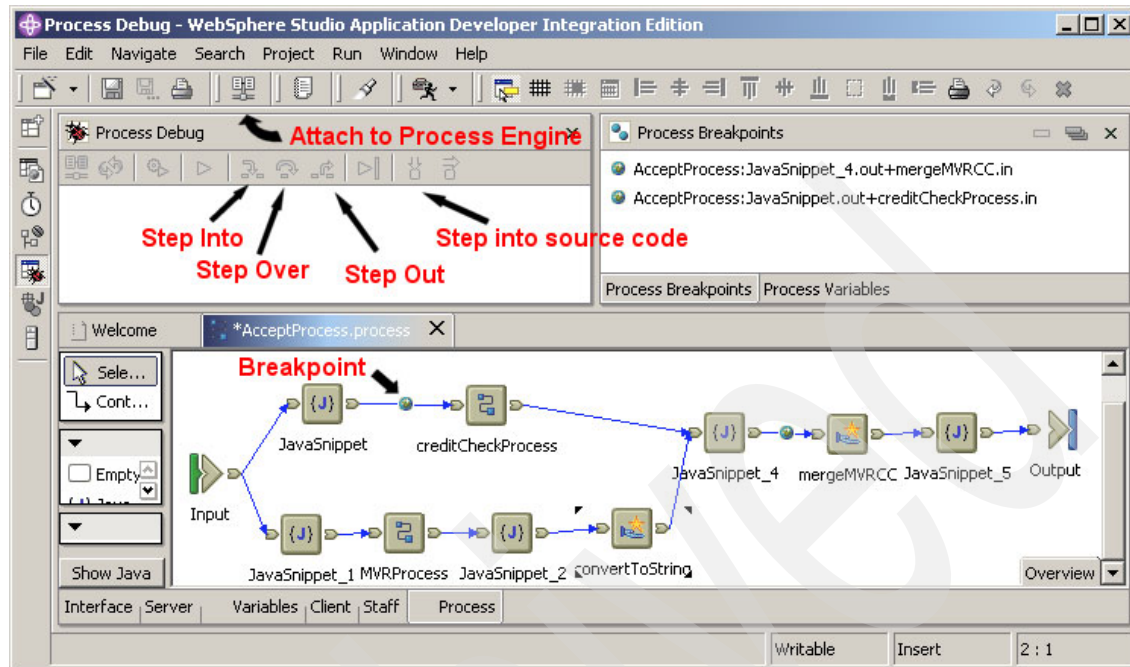 Process Debug - WebSphere Studio Application Developer Integration Edition
File Edit Navigate Search Project Run Window Help
Process Debug
Attach to Process Engine
Step Into
Step Over
Step Out
Step into source code
Process Breakpoints
AcceptProcess:JavaSnippet_4.out+mergeMVRCC.in
AcceptProcess:JavaSnippet.out+creditCheckProcess.in
Process Breakpoints Process Variables
Welcome *AcceptProcess.process
Sele...
Cont...
Empty
Show Java
Breakpoint
{J}
JavaSnippet creditCheckProcess
{J} {J}
JavaSnippet_4 mergeMVRCC JavaSnippet_5 Output
Input
{J} {J}
JavaSnippet_1 MVRProcess JavaSnippet_2 convertToString
Overview
Interface Server Variables Client Staff Process
Writable Insert 2 : 1